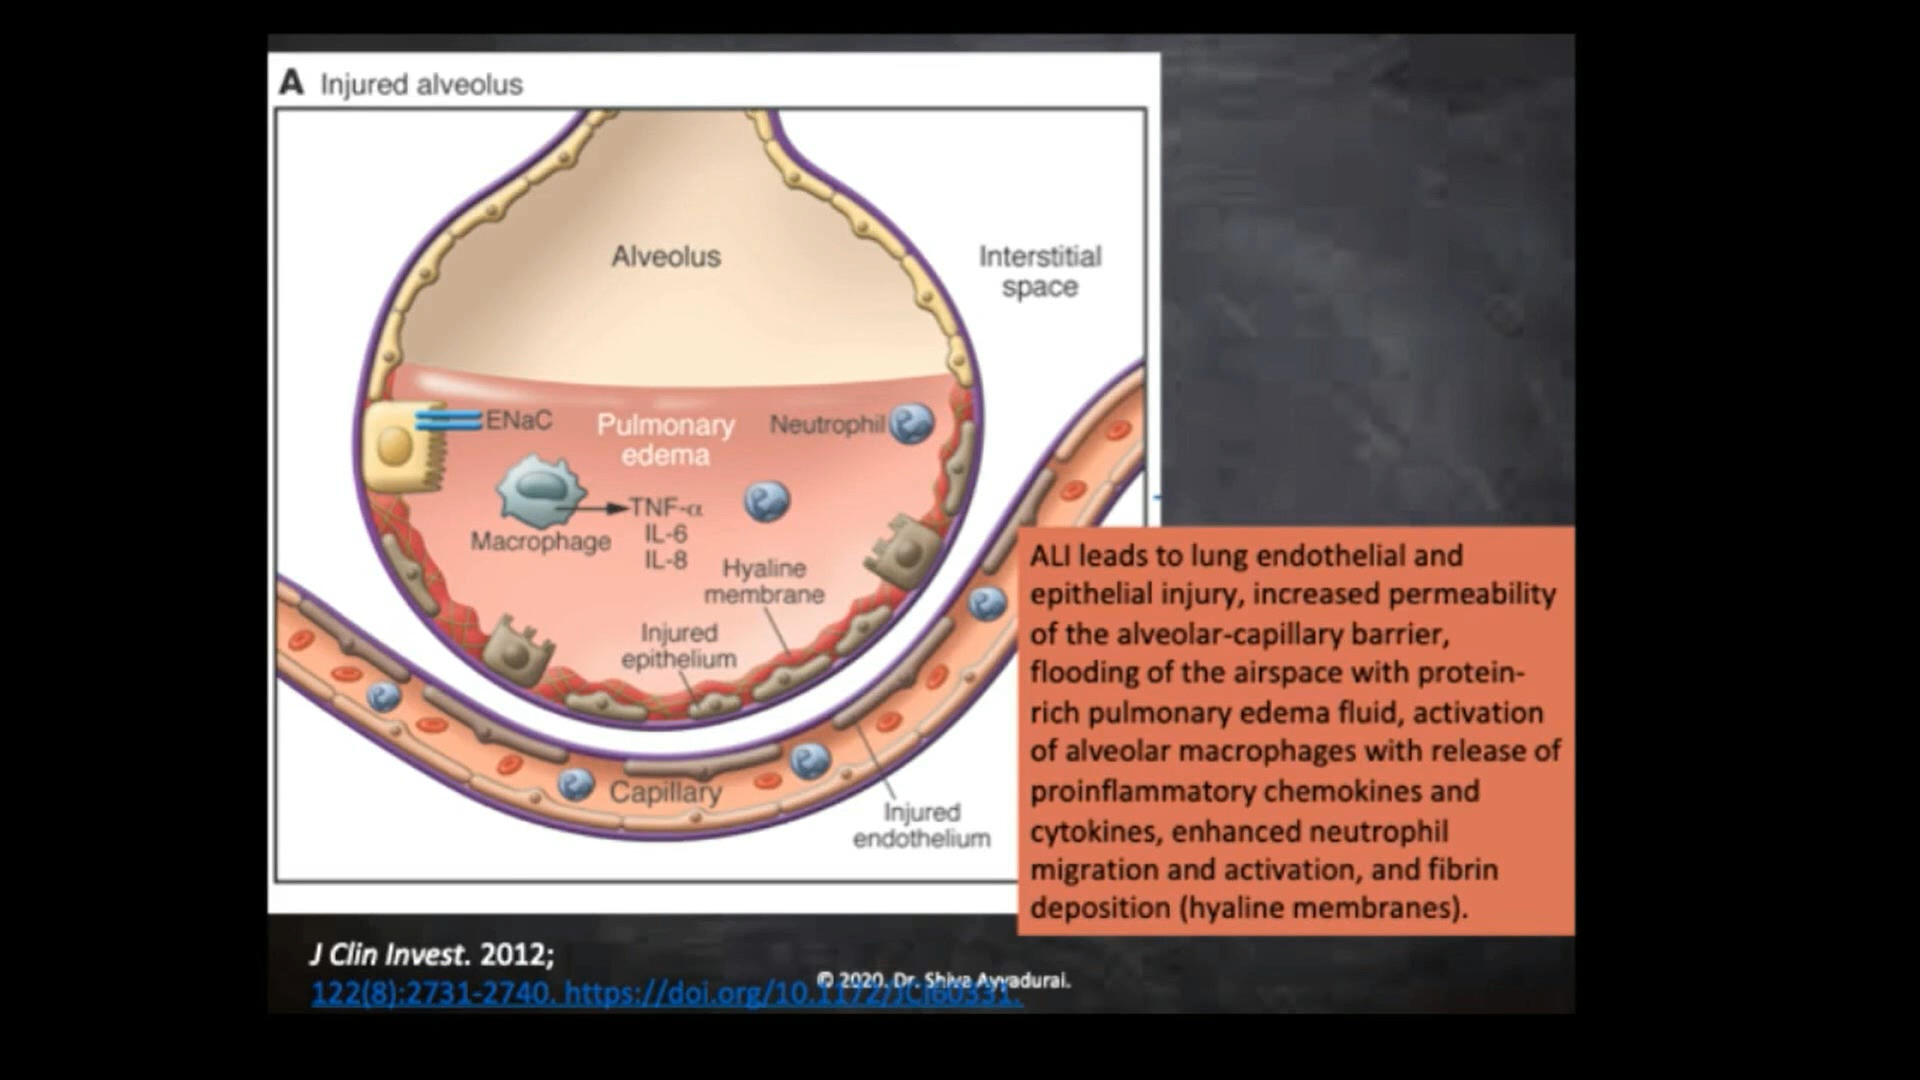 A Injured alveolus
Alveolus
Interstitial
space
ENaC
Pulmonary
edema
Neutrophil
Macrophage
TNF-α
IL-6
IL-8
Hyaline
membrane
Injured
epithelium
Capillary
Injured
endothelium
ALI leads to lung endothelial and
epithelial injury, increased permeability
of the alveolar-capillary barrier,
flooding of the airspace with protein-
rich pulmonary edema fluid, activation
of alveolar macrophages with release of
proinflammatory chemokines and
cytokines, enhanced neutrophil
migration and activation, and fibrin
deposition (hyaline membranes).
J Clin Invest. 2012;
122(8):2731-2740. https://doi.org/10.1172/JCI60331.
© 2020. Dr. Shiva Ayyadurai.